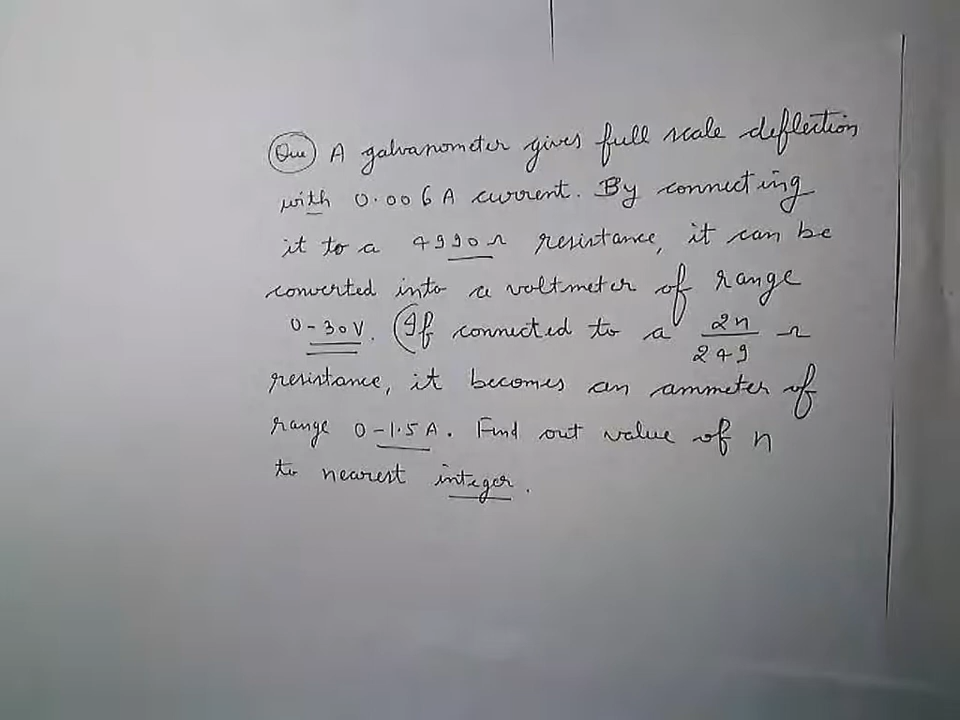 Que A galvanometer gives full scale deflection
with 0.006 A current. By connecting
it to a 4990 Ω resistance, it can be
converted into a voltmeter of range
0-30V. (If connected to a 2n/249 Ω
resistance, it becomes an ammeter of
range 0-1.5 A. Find out value of n
to nearest integer.